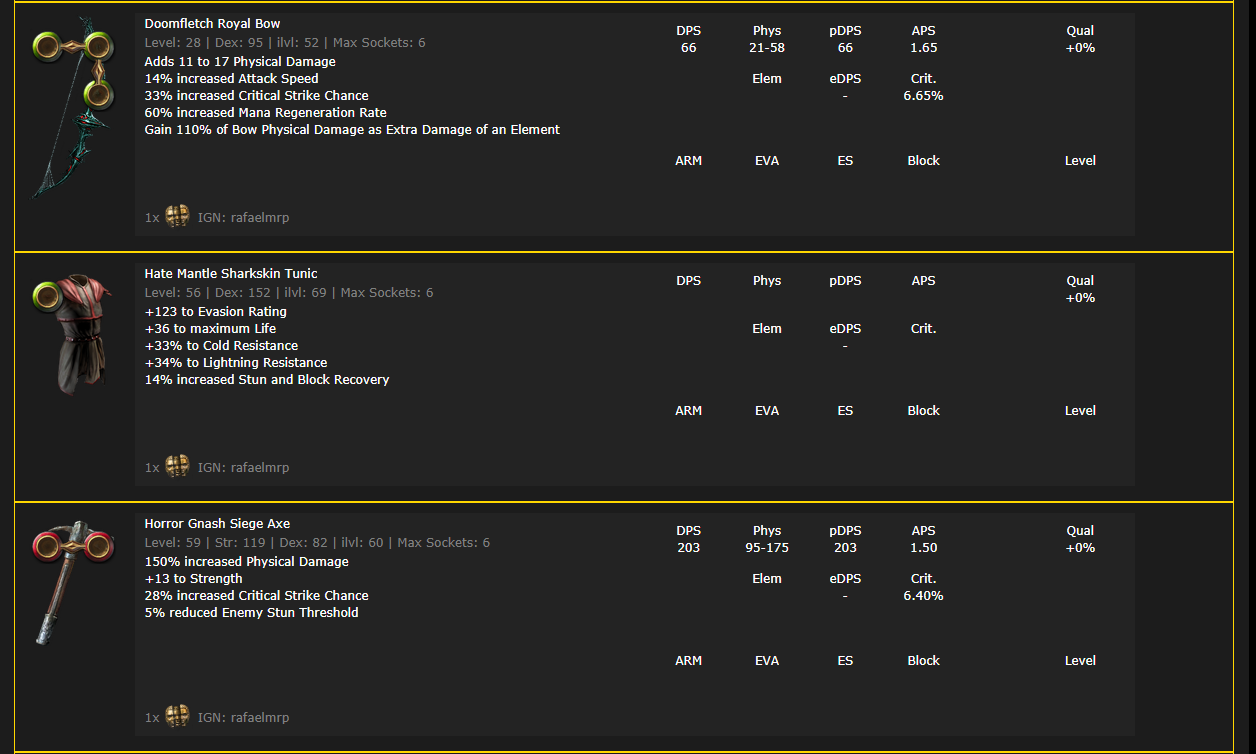 Doomfletch Royal Bow
Level: 28 | Dex: 95 | ilvl: 52 | Max Sockets: 6
Adds 11 to 17 Physical Damage
14% increased Attack Speed
33% increased Critical Strike Chance
60% increased Mana Regeneration Rate
Gain 110% of Bow Physical Damage as Extra Damage of an Element
1x IGN: rafaelmrp
DPS Phys pDPS APS Qual
66 21-58 66 1.65 +0%
Elem eDPS Crit.
- 6.65%
ARM EVA ES Block Level
Hate Mantle Sharkskin Tunic
Level: 56 | Dex: 152 | ilvl: 69 | Max Sockets: 6
+123 to Evasion Rating
+36 to maximum Life
+33% to Cold Resistance
+34% to Lightning Resistance
14% increased Stun and Block Recovery
1x IGN: rafaelmrp
DPS Phys pDPS APS Qual
+0%
Elem eDPS Crit.
-
ARM EVA ES Block Level
Horror Gnash Siege Axe
Level: 59 | Str: 119 | Dex: 82 | ilvl: 60 | Max Sockets: 6
150% increased Physical Damage
+13 to Strength
28% increased Critical Strike Chance
5% reduced Enemy Stun Threshold
1x IGN: rafaelmrp
DPS Phys pDPS APS Qual
203 95-175 203 1.50 +0%
Elem eDPS Crit.
- 6.40%
ARM EVA ES Block Level